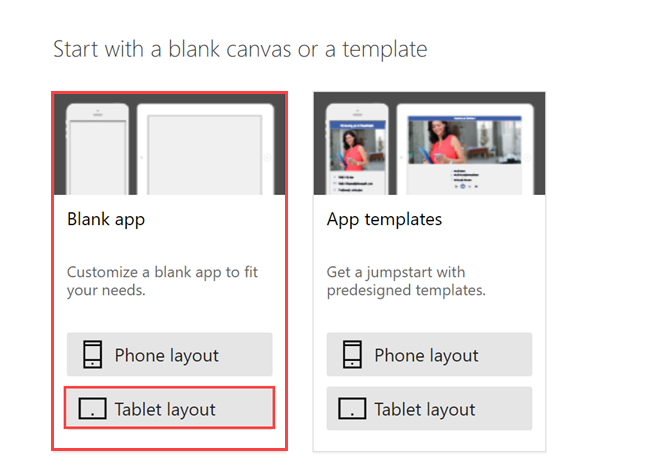 Start with a blank canvas or a template
Blank app
Customize a blank app to fit
your needs.
Phone layout
Tablet layout
App templates
Get a jumpstart with
predesigned templates.
Phone layout
Tablet layout